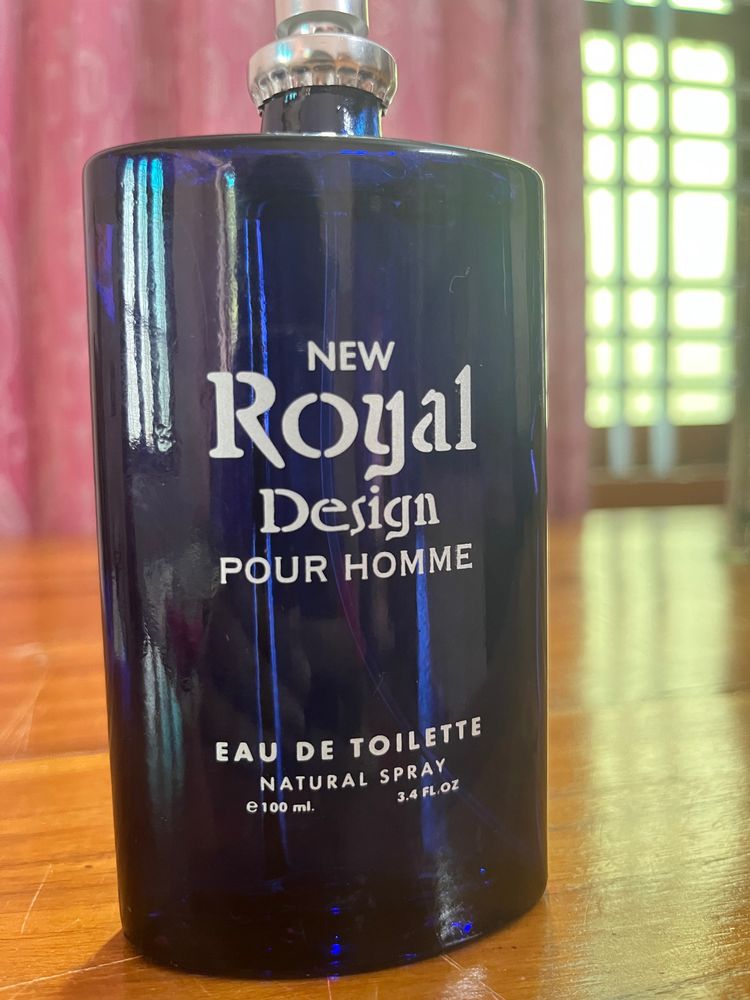 NEW
Royal
Design
POUR HOMME
EAU DE TOILETTE
NATURAL SPRAY
℮100 ml. 3.4 FL.OZ